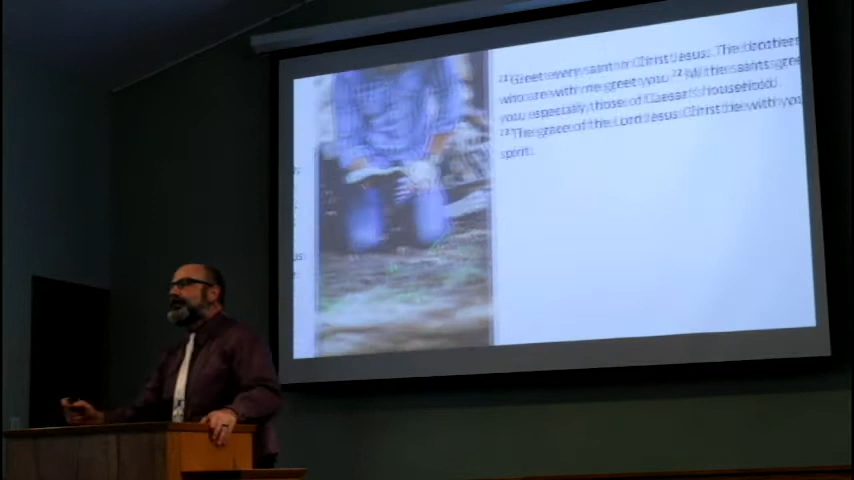 ²¹ Greet every saint in Christ Jesus. The brothers
who are with me greet you. ²² All the saints greet
you, especially those of Caesar's household.
²³ The grace of the Lord Jesus Christ be with your
spirit.